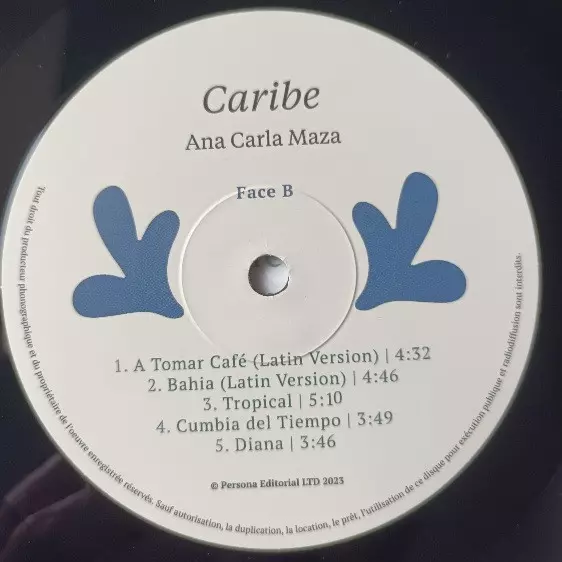 Caribe
Ana Carla Maza
Face B
1. A Tomar Café (Latin Version) | 4:32
2. Bahia (Latin Version) | 4:46
3. Tropical | 5:10
4. Cumbia del Tiempo | 3:49
5. Diana | 3:46
© Persona Editorial LTD 2023
Tout droit du producteur phonographique et du propriétaire de l'oeuvre enregistrée réservés. Sauf autorisation, la duplication, la location, le prêt, l'utilisation de ce disque pour exécution publique et radiodiffusion sont interdits.